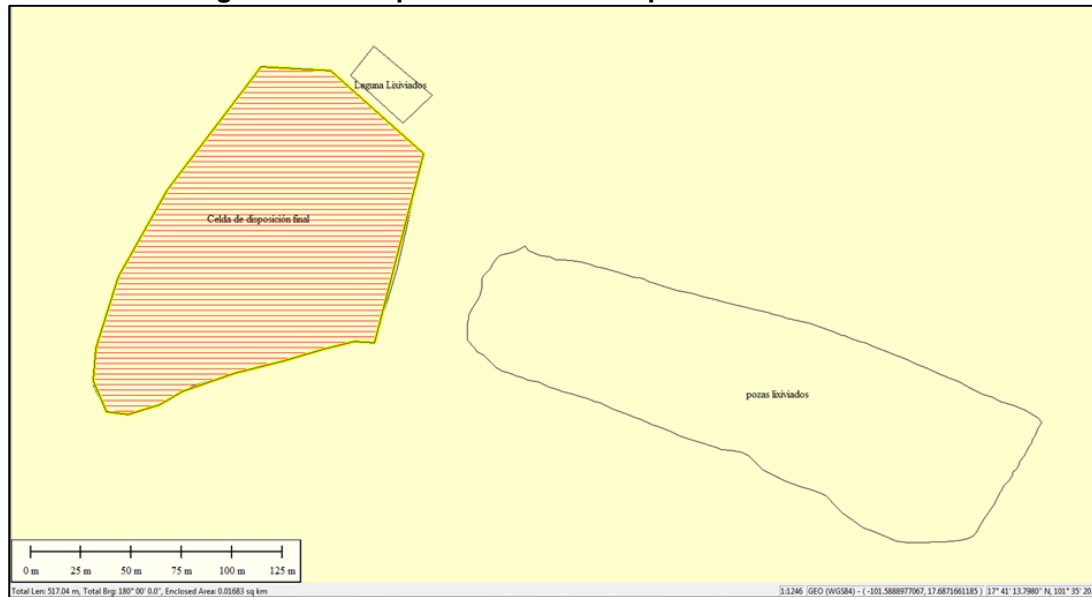 Laguna Lixiviados
Celda de disposición final
pozas lixiviados
0 m 25 m 50 m 75 m 100 m 125 m
Total Len: 517.04 m, Total Brg: 180° 00' 0.0", Enclosed Area: 0.01683 sq km
1:1246 GEO (WGS84) - ( -101.5888977067, 17.6871661185 ) 17° 41' 13.7980" N, 101° 35' 20